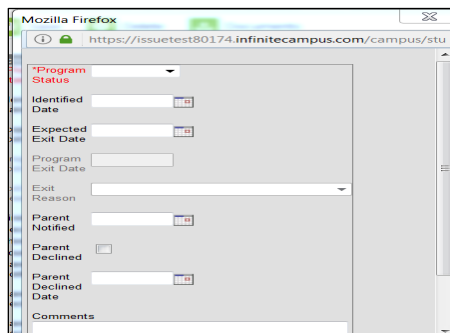 Mozilla Firefox
https://issuetest80174.infinitecampus.com/campus/stu
*Program
Status
Identified
Date
Expected
Exit Date
Program
Exit Date
Exit
Reason
Parent
Notified
Parent
Declined
Parent
Declined
Date
Comments